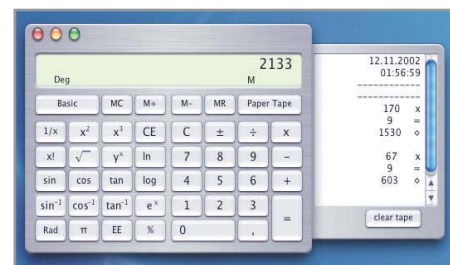 2133
Deg M
Basic MC M+ M- MR Paper Tape
1/x x² x³ CE C ± ÷ x
x! √‾ yˣ ln 7 8 9 -
sin cos tan log 4 5 6 +
sin⁻¹ cos⁻¹ tan⁻¹ eˣ 1 2 3 =
Rad π EE % 0 ,
12.11.2002
01:56:59
------------
------------
170 x
9 =
1530 ◇
67 x
9 =
603 ◇
clear tape